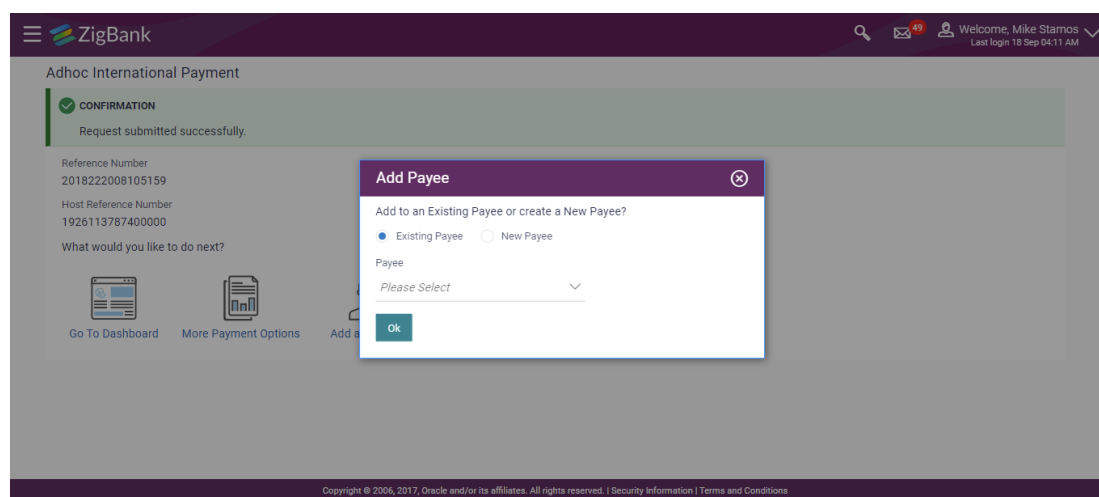 ZigBank
49
Welcome, Mike Stamos
Last login 18 Sep 04:11 AM
Adhoc International Payment
CONFIRMATION
Request submitted successfully.
Reference Number
2018222008105159
Host Reference Number
1926113787400000
What would you like to do next?
Go To Dashboard
More Payment Options
Add a
Add Payee
Add to an Existing Payee or create a New Payee?
Existing Payee
New Payee
Payee
Please Select
Ok
Copyright © 2006, 2017, Oracle and/or its affiliates. All rights reserved. | Security Information | Terms and Conditions